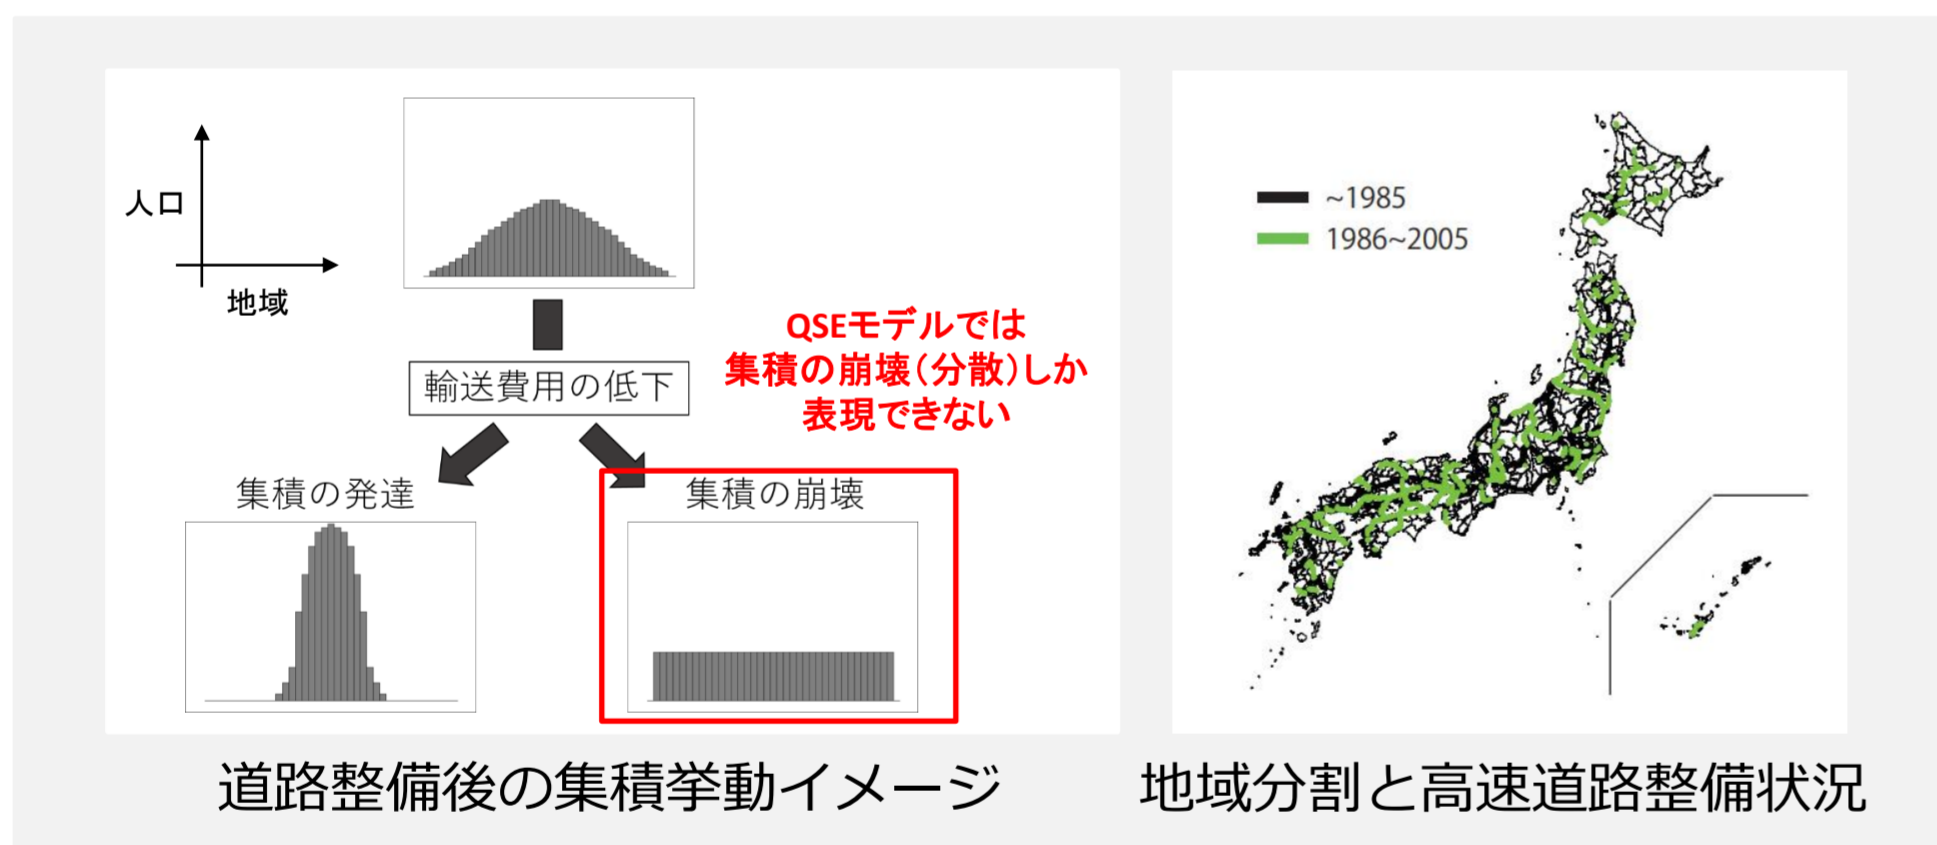 人口
地域
輸送費用の低下
QSEモデルでは
集積の崩壊(分散)しか
表現できない
集積の発達
集積の崩壊
道路整備後の集積挙動イメージ
~1985
1986~2005
地域分割と高速道路整備状況